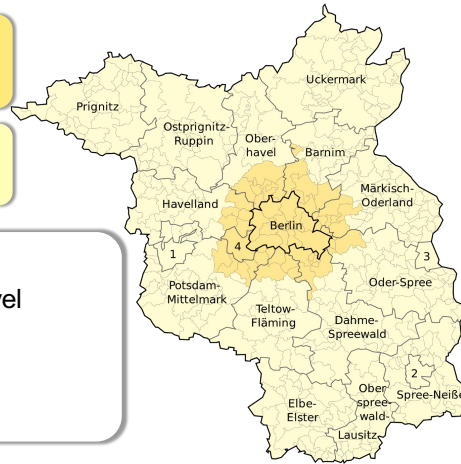 Uckermark
Prignitz
Ostprignitz-
Ruppin
Ober-
havel
Barnim
Märkisch-
Oderland
Havelland
Berlin
4
1
3
Oder-Spree
Potsdam-
Mittelmark
Teltow-
Fläming
Dahme-
Spreewald
2
Spree-Neiße
Elbe-
Elster
Ober
spree-
wald-
Lausitz
vel